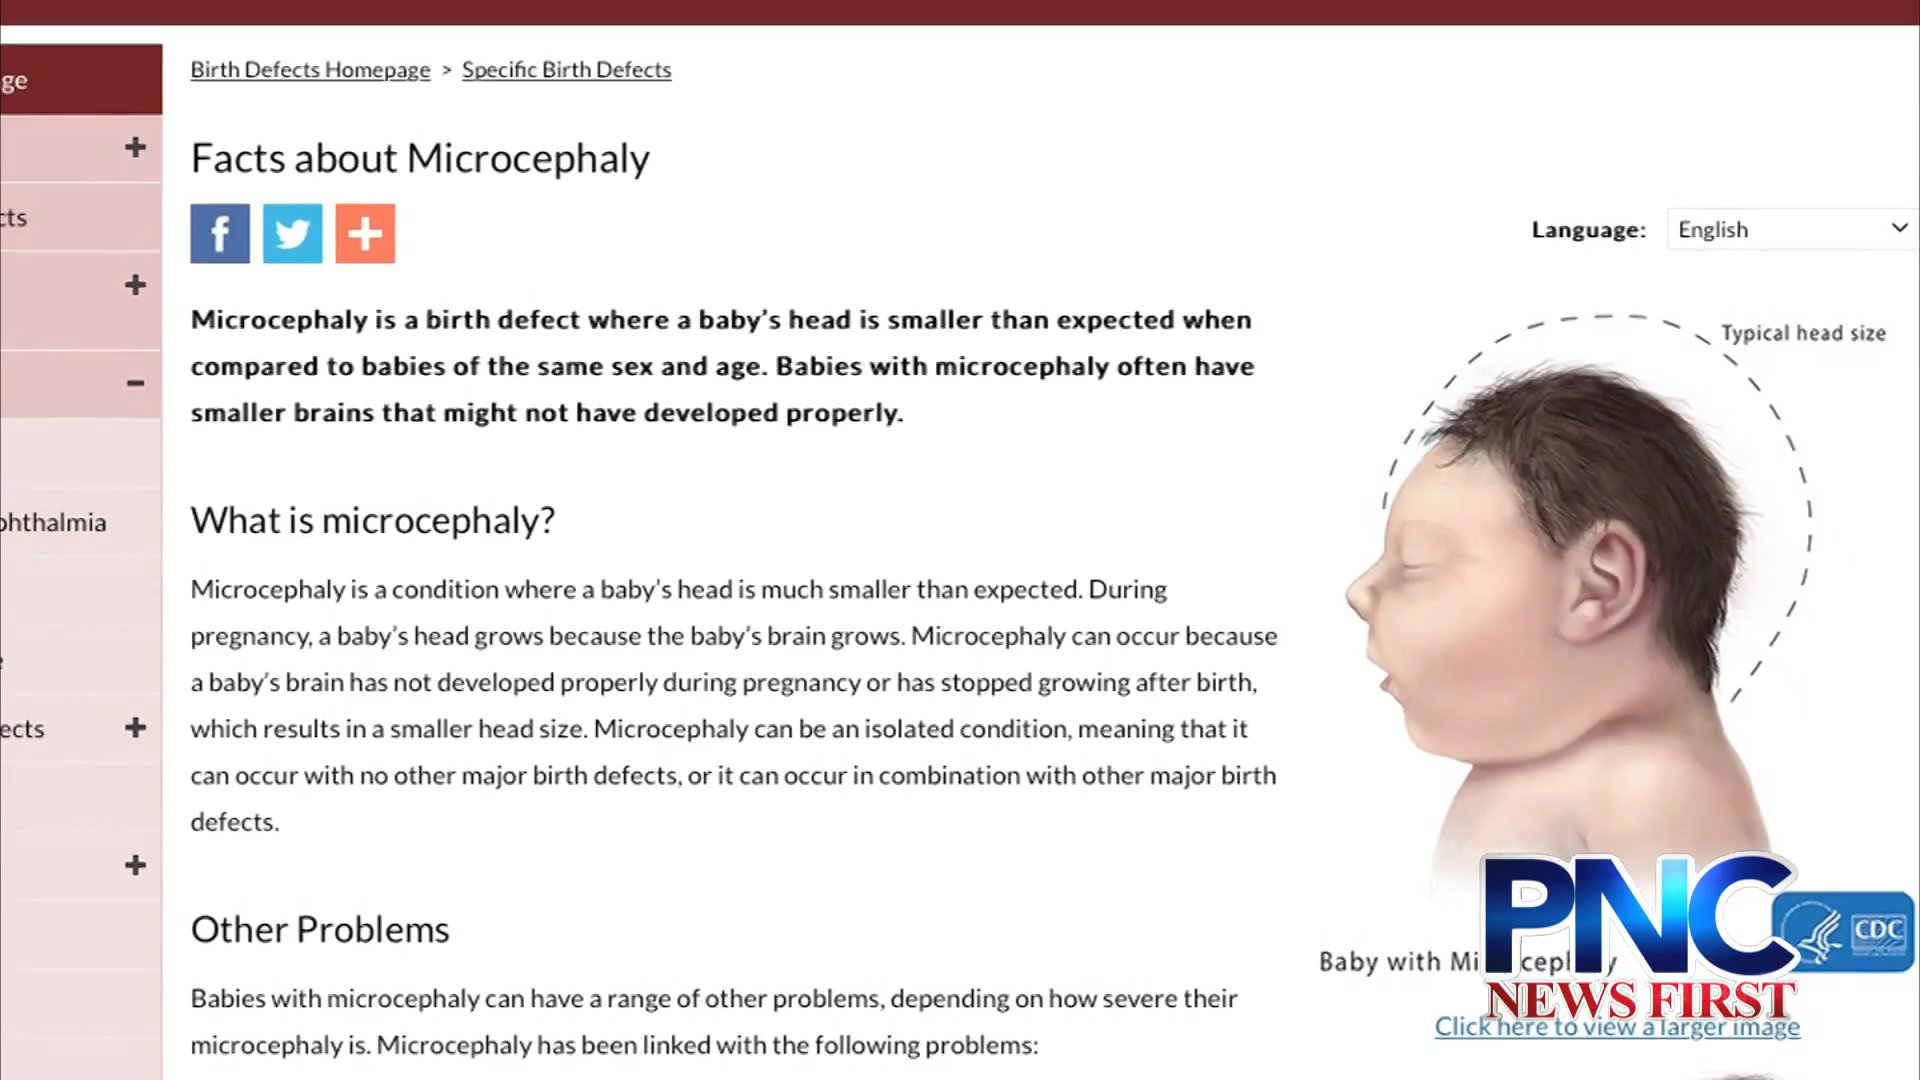 Birth Defects Homepage > Specific Birth Defects
ge
cts
phthalmia
ects
Facts about Microcephaly
Language: English
Microcephaly is a birth defect where a baby’s head is smaller than expected when
compared to babies of the same sex and age. Babies with microcephaly often have
smaller brains that might not have developed properly.
Typical head size
What is microcephaly?
Microcephaly is a condition where a baby’s head is much smaller than expected. During
pregnancy, a baby’s head grows because the baby’s brain grows. Microcephaly can occur because
a baby’s brain has not developed properly during pregnancy or has stopped growing after birth,
which results in a smaller head size. Microcephaly can be an isolated condition, meaning that it
can occur with no other major birth defects, or it can occur in combination with other major birth
defects.
Other Problems
Babies with microcephaly can have a range of other problems, depending on how severe their
microcephaly is. Microcephaly has been linked with the following problems:
Baby with Microcephaly
PNC
NEWS FIRST
CDC
Click here to view a larger image